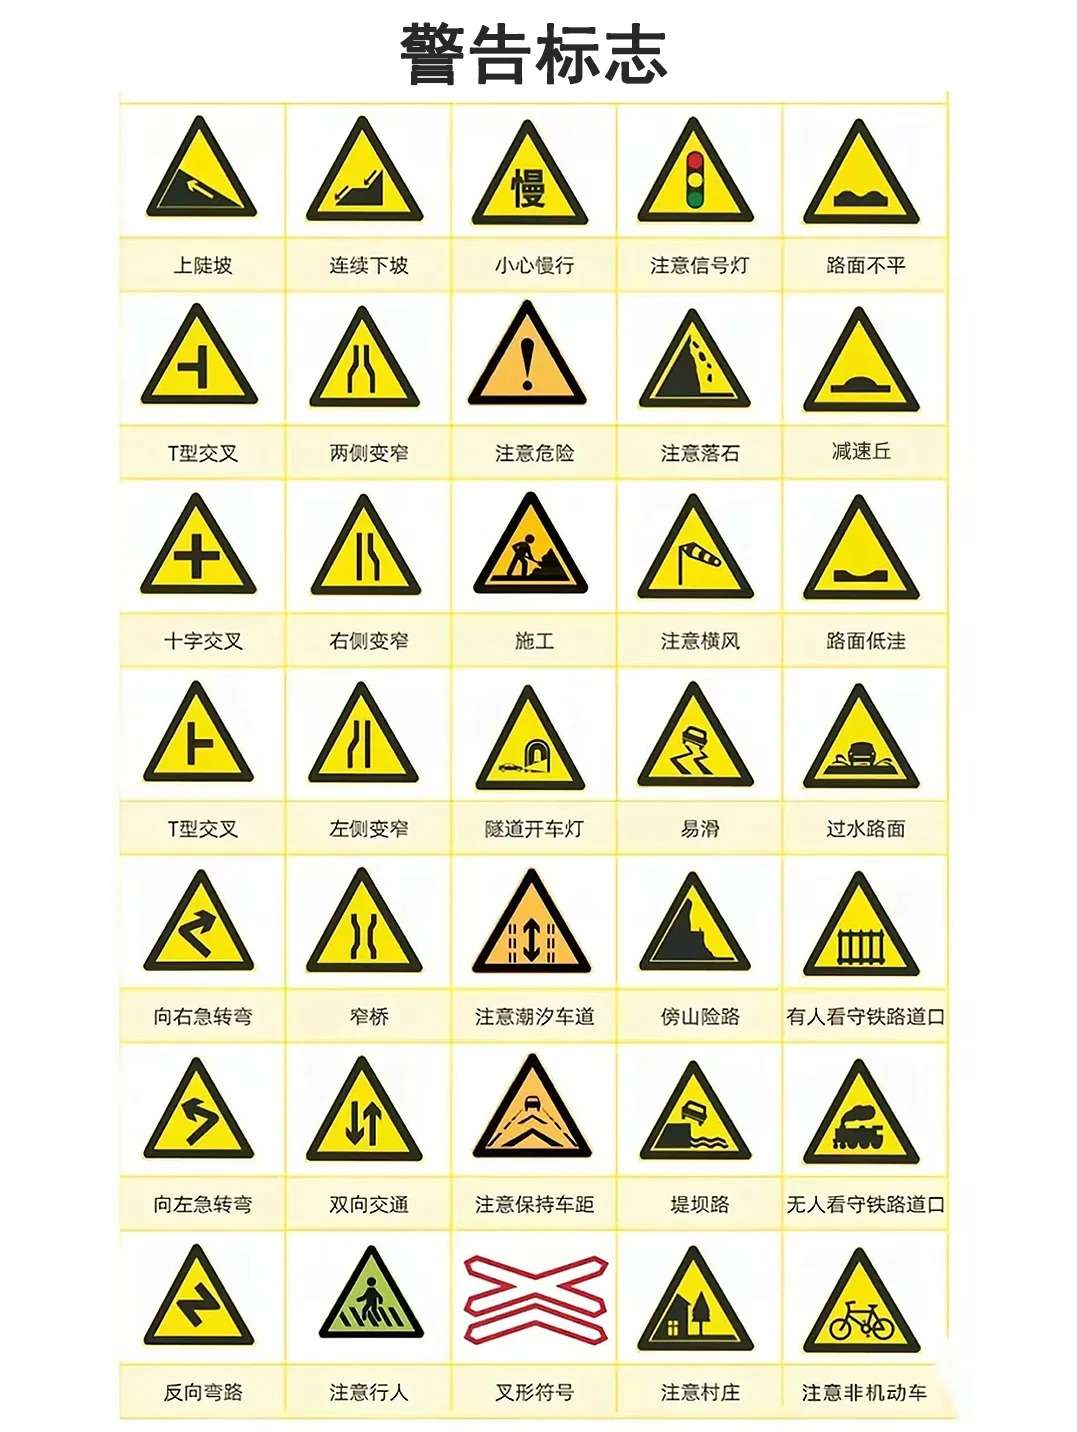 警告标志
慢
上陡坡 连续下坡 小心慢行 注意信号灯 路面不平
T型交叉 两侧变窄 注意危险 注意落石 减速丘
十字交叉 右侧变窄 施工 注意横风 路面低洼
T型交叉 左侧变窄 隧道开车灯 易滑 过水路面
向右急转弯 窄桥 注意潮汐车道 傍山险路 有人看守铁路道口
向左急转弯 双向交通 注意保持车距 堤坝路 无人看守铁路道口
反向弯路 注意行人 叉形符号 注意村庄 注意非机动车